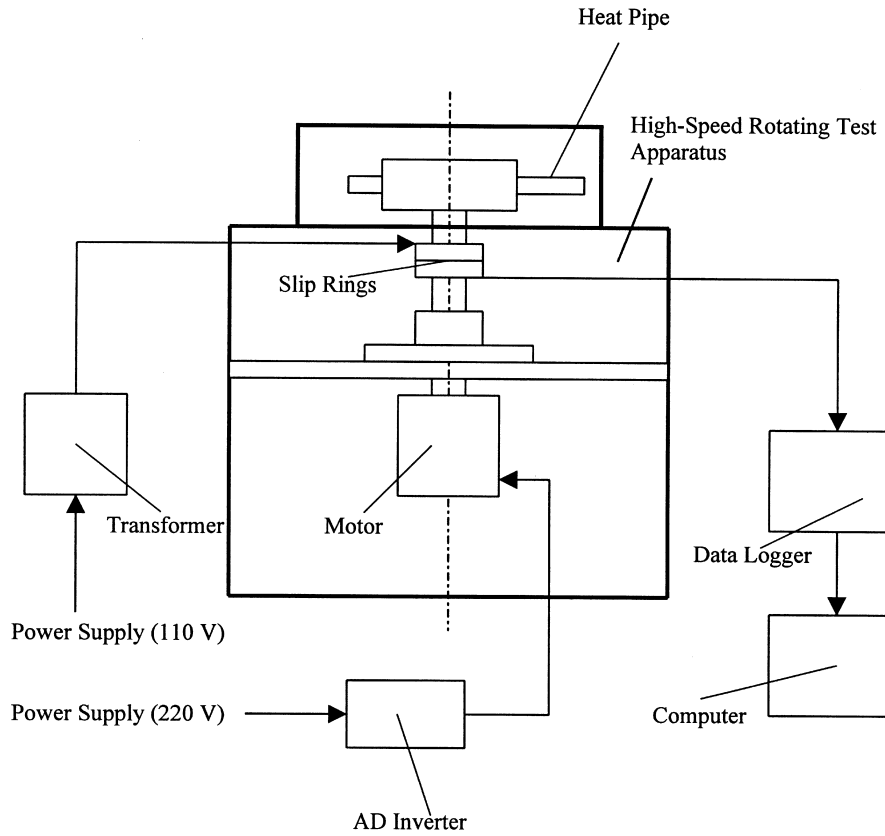 Heat Pipe
High-Speed Rotating Test
Apparatus
Slip Rings
Transformer
Motor
Data Logger
Power Supply (110 V)
Power Supply (220 V)
Computer
AD Inverter